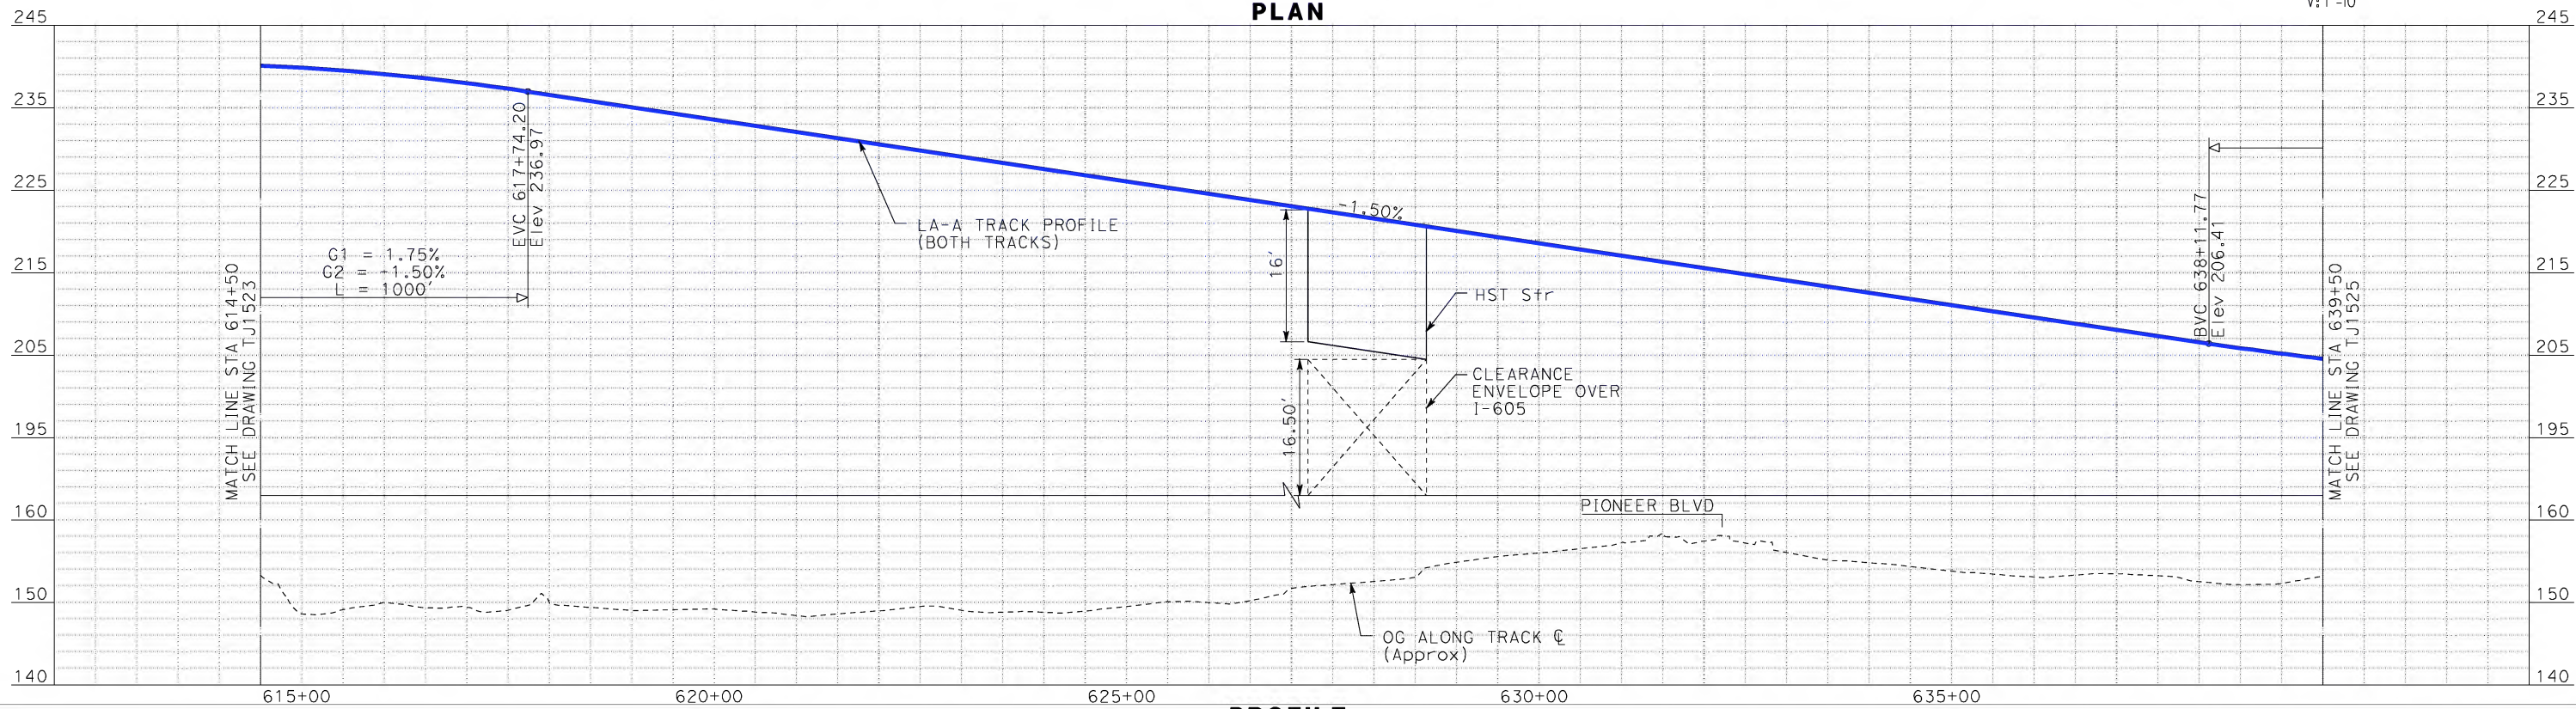 PLAN
245
245
235
235
225
225
215
215
205
205
195
195
160
160
150
150
140
140
MATCH LINE STA 614+50
SEE DRAWING TJ1523
G1 = 1.75%
G2 = -1.50%
L = 1000'
EVC 617+74.20
Elev 236.97
LA-A TRACK PROFILE
(BOTH TRACKS)
-1.50%
16'
HST Str
CLEARANCE
ENVELOPE OVER
I-605
16.50'
PIONEER BLVD
OG ALONG TRACK ℄
(Approx)
BVC 638+11.77
Elev 206.41
MATCH LINE STA 639+50
SEE DRAWING TJ1525
615+00
620+00
625+00
630+00
635+00